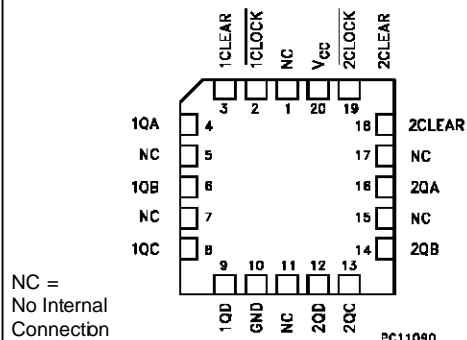 1CLEAR
1CLOCK
NC
VCC
2CLOCK
2CLEAR
3 2 1 20 19
1QA 4 18 2CLEAR
NC 5 17 NC
1QB 6 16 2QA
NC 7 15 NC
1QC 8 14 2QB
9 10 11 12 13
1QD
GND
NC
2QD
2QC
NC =
No Internal
Connection
PC11090